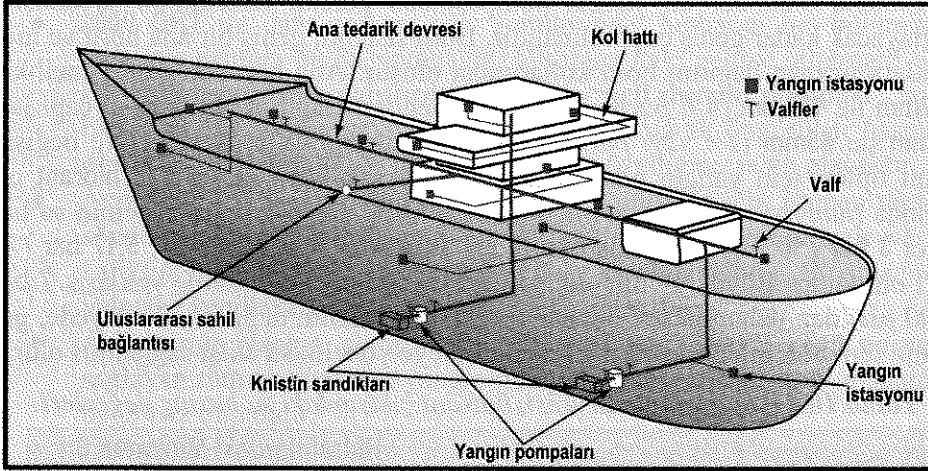 Ana tedarik devresi
Kol hattı
Yangın istasyonu
Valfler
Valf
Uluslararası sahil
bağlantısı
Knistin sandıkları
Yangın pompaları
Yangın
istasyonu